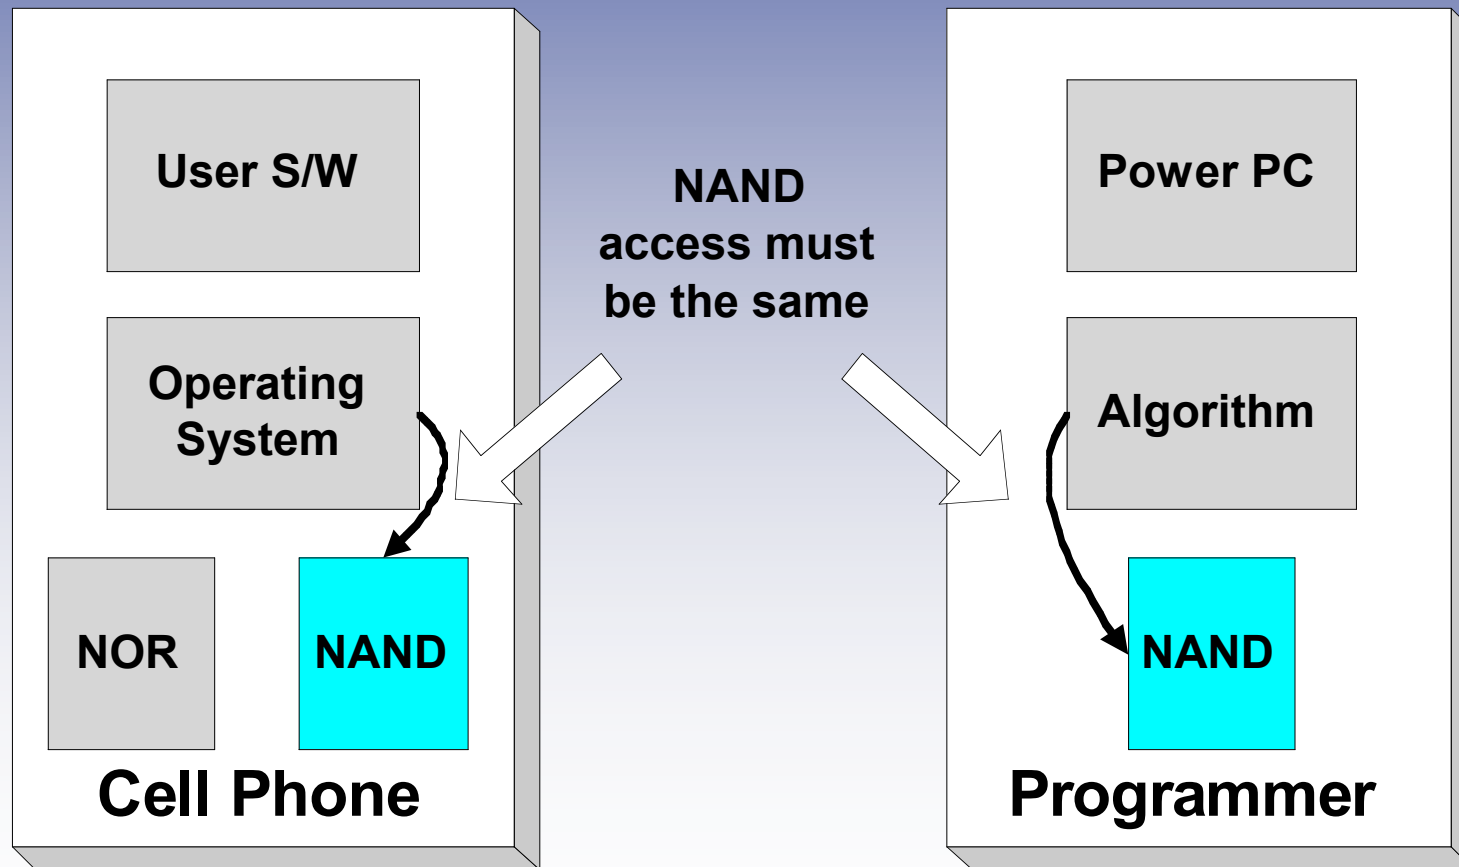 User S/W
Operating
System
NOR
NAND
Cell Phone
NAND
access must
be the same
Power PC
Algorithm
NAND
Programmer